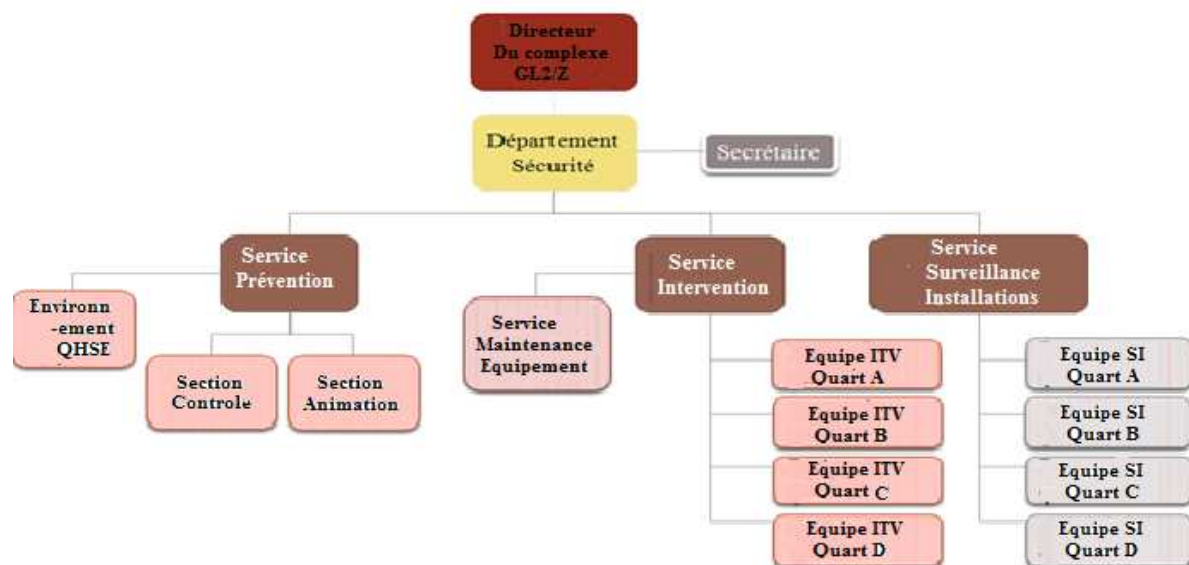 Directeur
Du complexe
GL2/Z
Département
Sécurité
Secrétaire
Service
Prévention
Service
Intervention
Service
Surveillance
Installations
Environn
-ement
QHSE
Section
Controle
Section
Animation
Service
Maintenance
Equipement
Equipe ITV
Quart A
Equipe ITV
Quart B
Equipe ITV
Quart C
Equipe ITV
Quart D
Equipe SI
Quart A
Equipe SI
Quart B
Equipe SI
Quart C
Equipe SI
Quart D